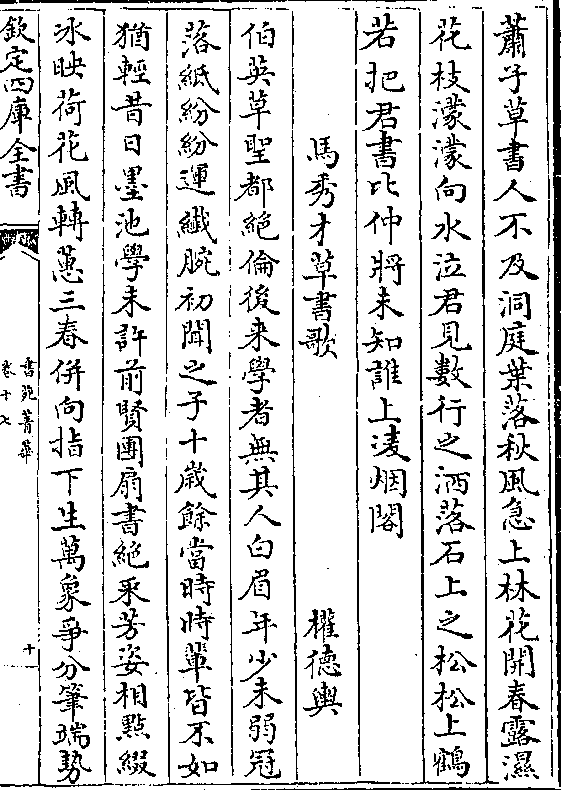 蕭子草書人不及洞庭葉落秋風急上林花開春露濕
花枝濛濛向水泣君見數行之洒落石上之松松上鶴
若把君書比仲將未知誰上凌烟閣
馬秀才草書歌 權德輿
伯英草聖都絶倫後來學者無其人白眉年少未弱冠
落紙紛紛運纖腕初聞之子十歲餘當時時輩皆不如
猶輕昔日墨池學未許前賢團扇書絶釆芳姿相點綴
冰映荷花風轉蕙三春併向指下生萬象爭分筆端勢
欽定四庫全書
書苑菁華
卷十七
十